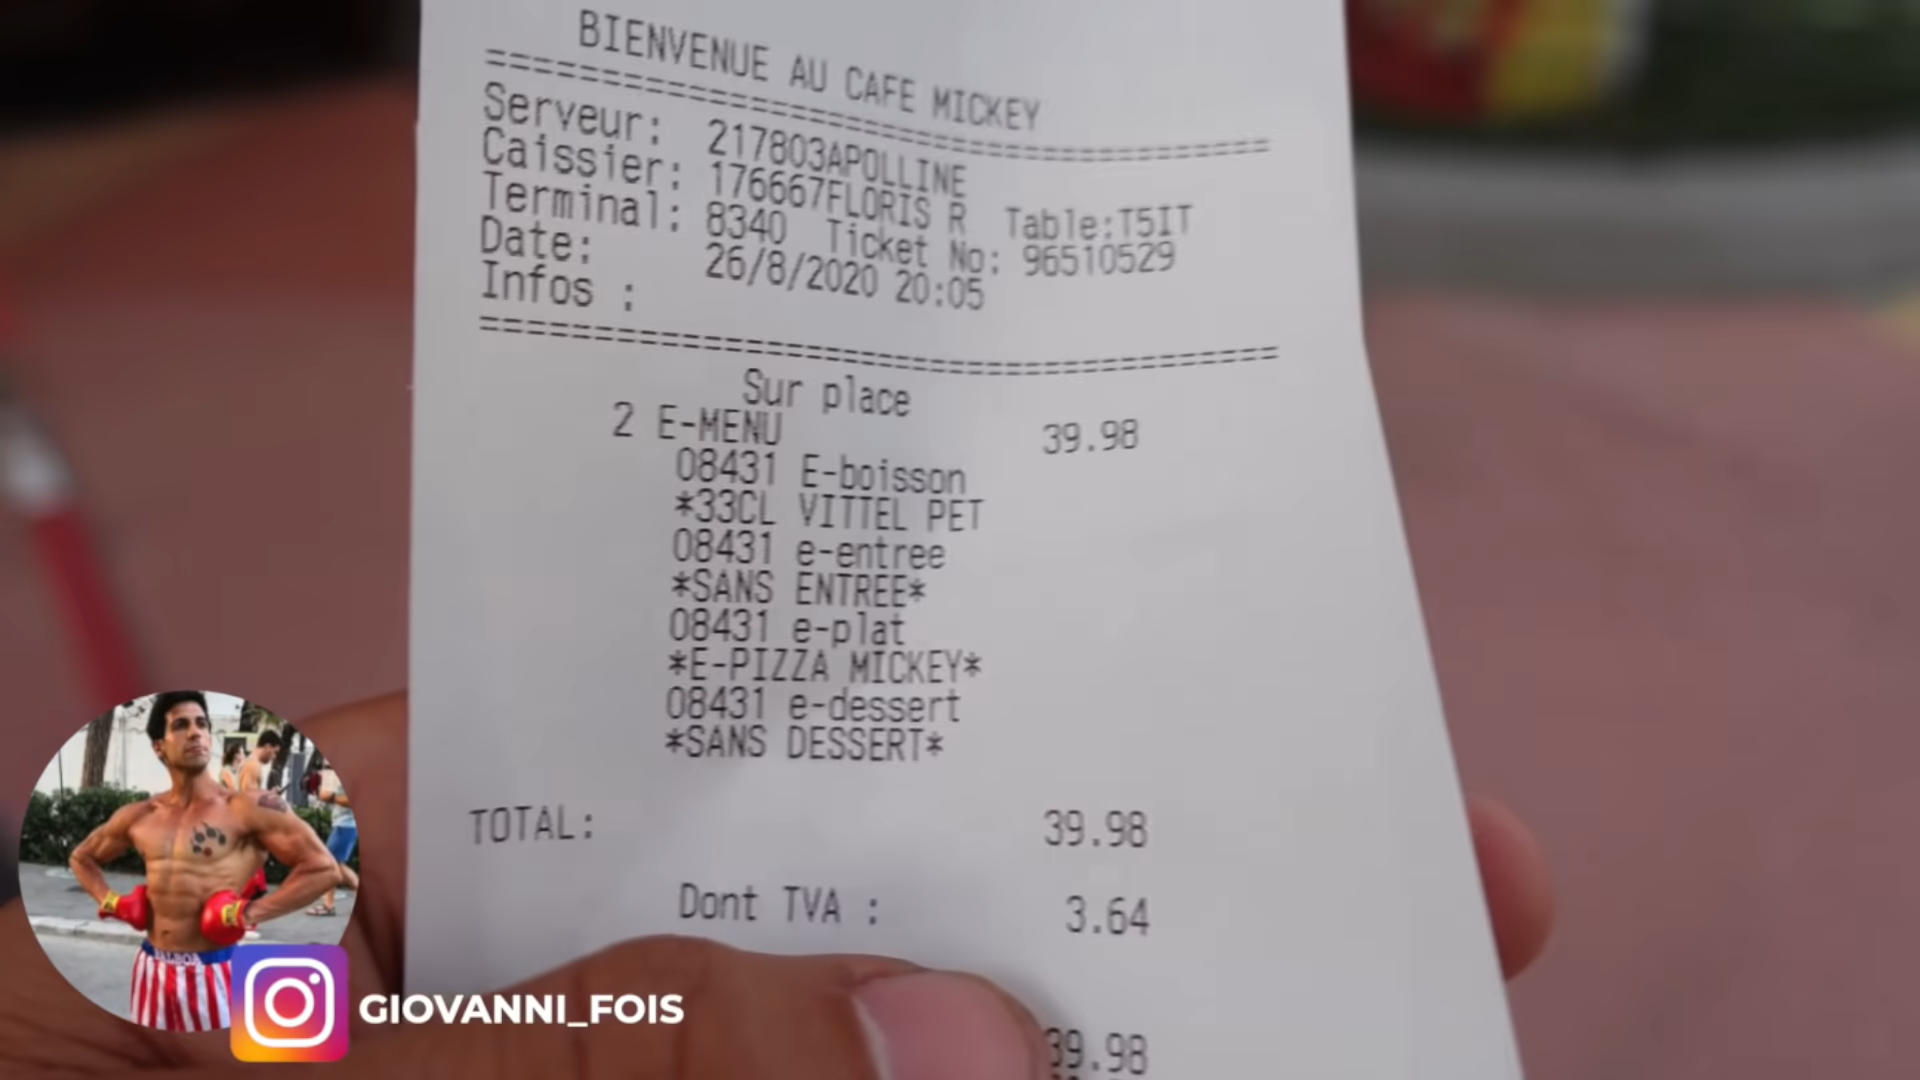 BIENVENUE AU CAFE MICKEY
=====================================
Serveur: 217803APOLLINE
Caissier: 176667FLORIS R Table:T5IT
Terminal: 8340 Ticket No: 96510529
Date: 26/8/2020 20:05
Infos :
=====================================
Sur place
2 E-MENU 39.98
08431 E-boisson
*33CL VITTEL PET
08431 e-entree
*SANS ENTREE*
08431 e-plat
*E-PIZZA MICKEY*
08431 e-dessert
*SANS DESSERT*
TOTAL: 39.98
Dont TVA : 3.64
39.98
GIOVANNI_FOIS